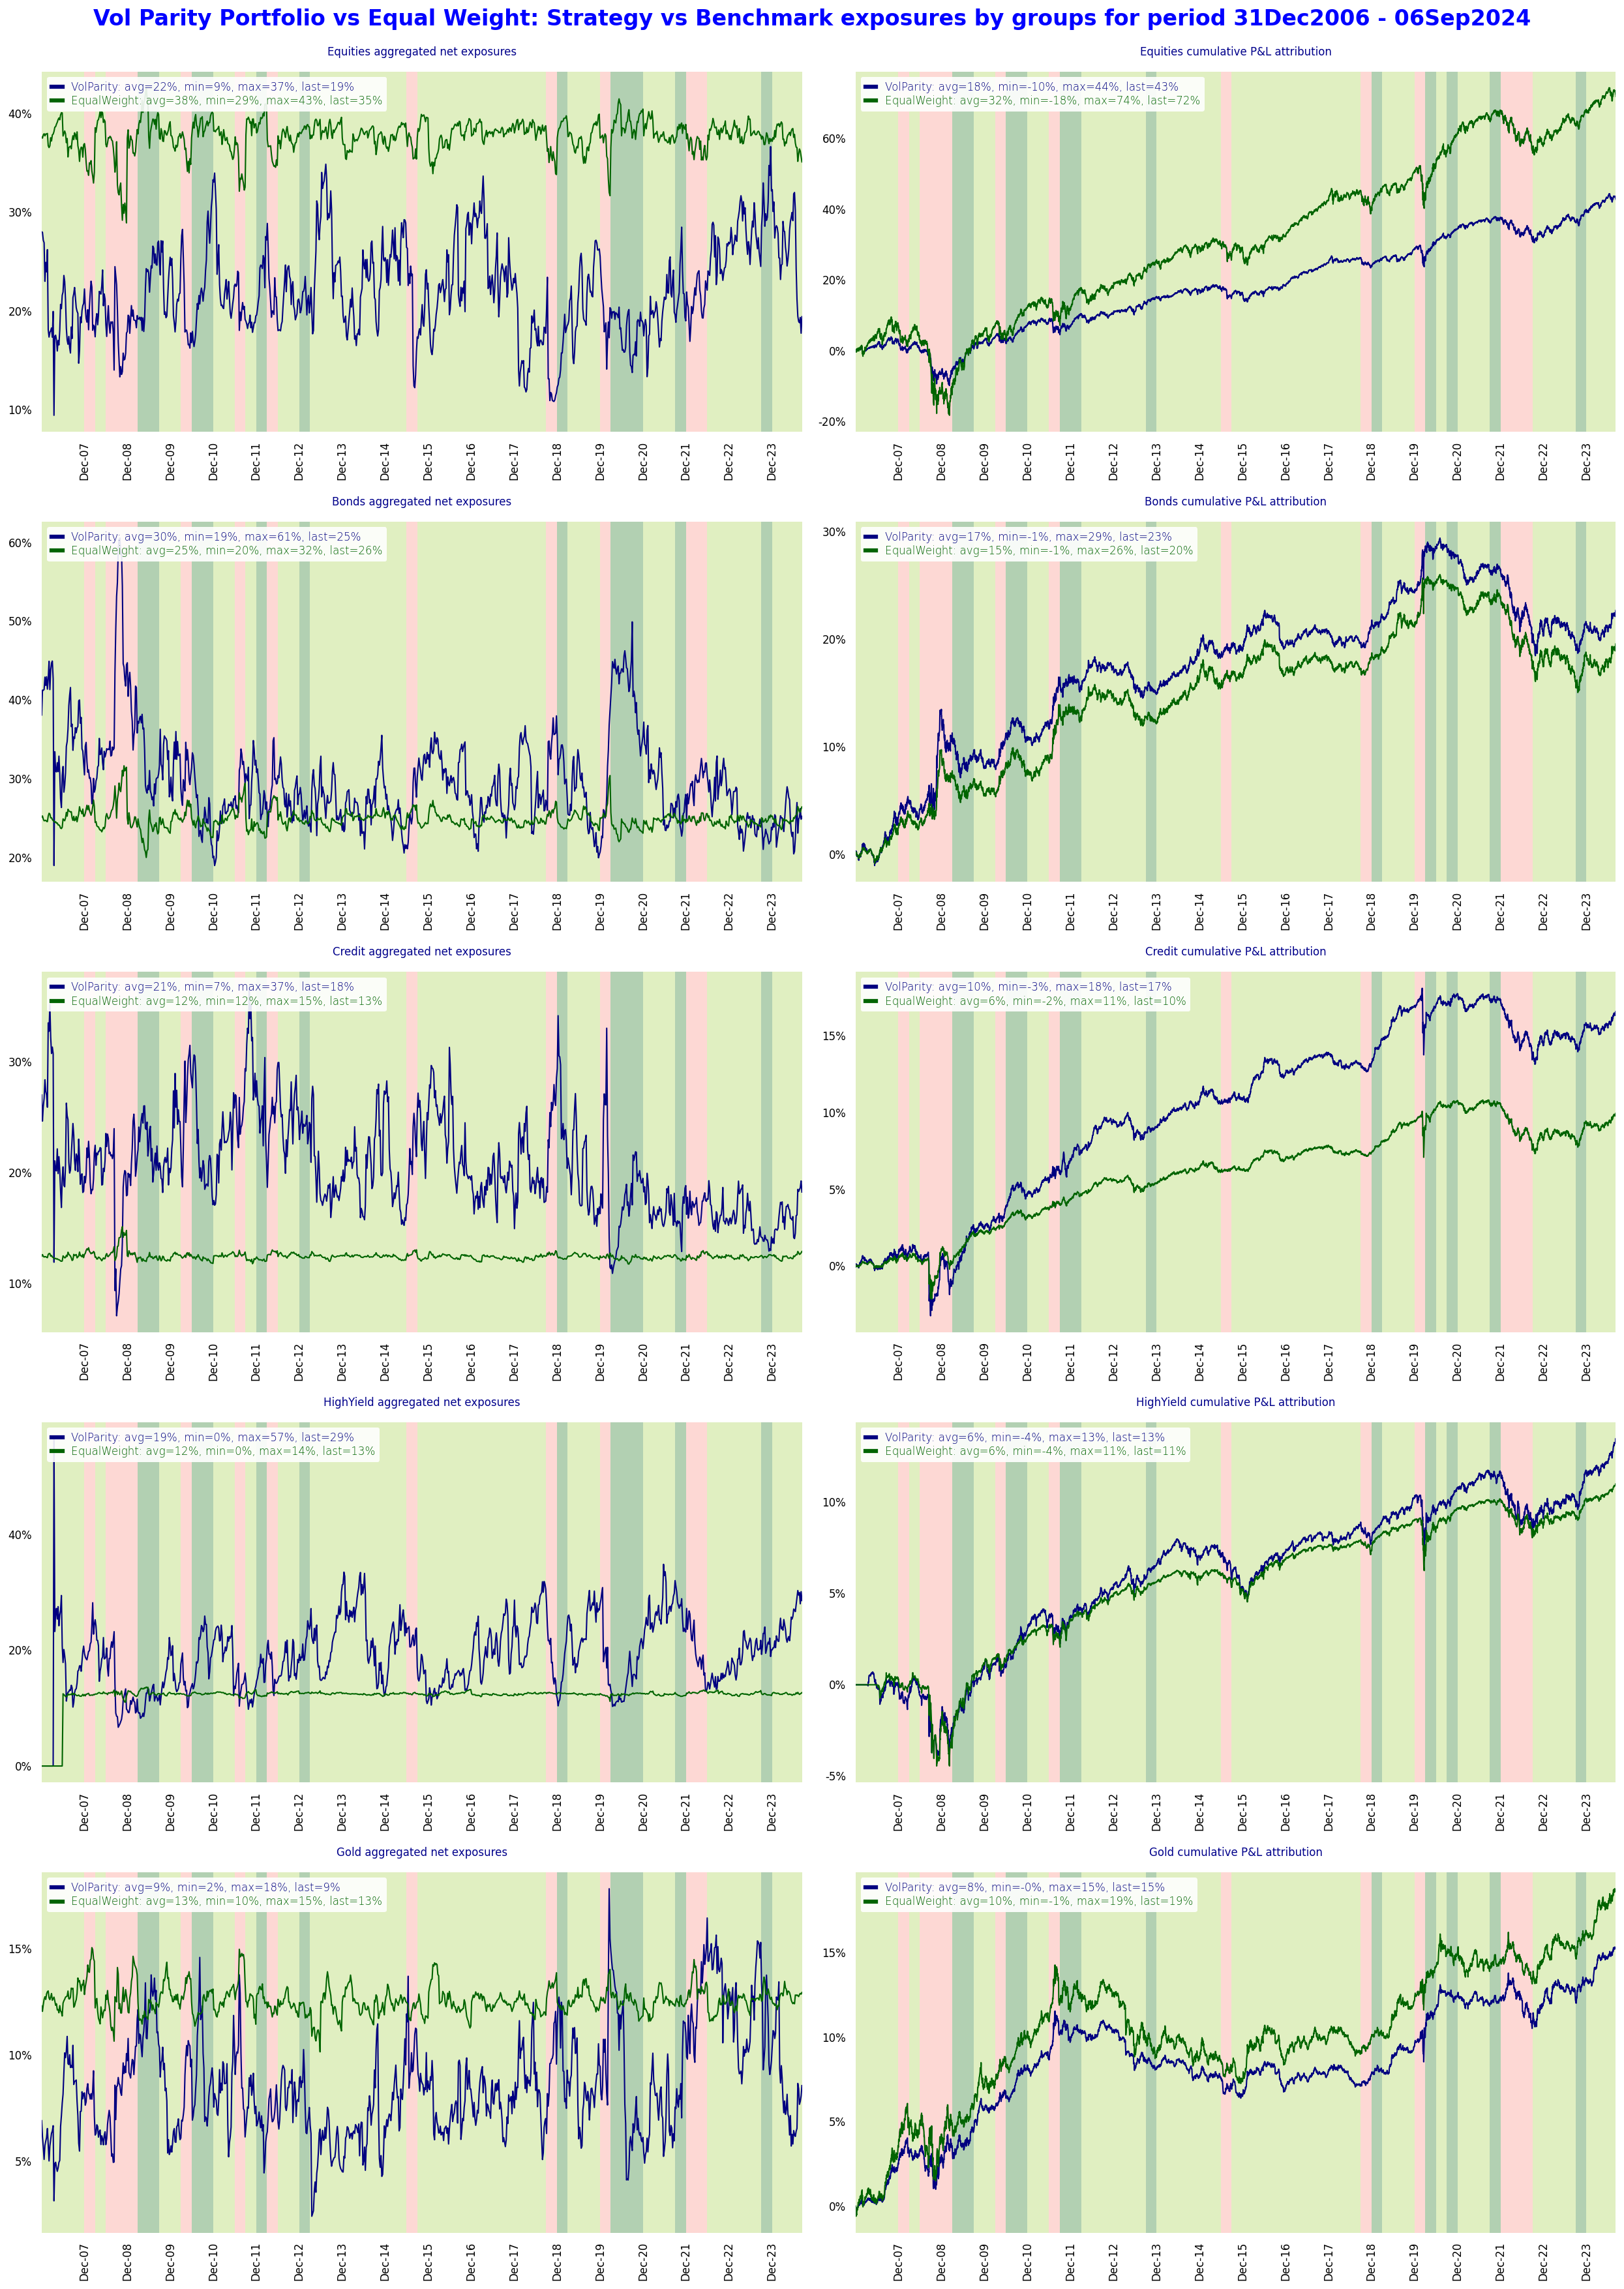 Vol Parity Portfolio vs Equal Weight: Strategy vs Benchmark exposures by groups for period 31Dec2006 - 06Sep2024
Equities aggregated net exposures
VolParity: avg=22%, min=9%, max=37%, last=19%
EqualWeight: avg=38%, min=29%, max=43%, last=35%
40%
30%
20%
10%
Dec-07 Dec-08 Dec-09 Dec-10 Dec-11 Dec-12 Dec-13 Dec-14 Dec-15 Dec-16 Dec-17 Dec-18 Dec-19 Dec-20 Dec-21 Dec-22 Dec-23
Equities cumulative P&L attribution
VolParity: avg=18%, min=-10%, max=44%, last=43%
EqualWeight: avg=32%, min=-18%, max=74%, last=72%
60%
40%
20%
0%
-20%
Dec-07 Dec-08 Dec-09 Dec-10 Dec-11 Dec-12 Dec-13 Dec-14 Dec-15 Dec-16 Dec-17 Dec-18 Dec-19 Dec-20 Dec-21 Dec-22 Dec-23
Bonds aggregated net exposures
VolParity: avg=30%, min=19%, max=61%, last=25%
EqualWeight: avg=25%, min=20%, max=32%, last=26%
60%
50%
40%
30%
20%
Dec-07 Dec-08 Dec-09 Dec-10 Dec-11 Dec-12 Dec-13 Dec-14 Dec-15 Dec-16 Dec-17 Dec-18 Dec-19 Dec-20 Dec-21 Dec-22 Dec-23
Bonds cumulative P&L attribution
VolParity: avg=17%, min=-1%, max=29%, last=23%
EqualWeight: avg=15%, min=-1%, max=26%, last=20%
30%
20%
10%
0%
Dec-07 Dec-08 Dec-09 Dec-10 Dec-11 Dec-12 Dec-13 Dec-14 Dec-15 Dec-16 Dec-17 Dec-18 Dec-19 Dec-20 Dec-21 Dec-22 Dec-23
Credit aggregated net exposures
VolParity: avg=21%, min=7%, max=37%, last=18%
EqualWeight: avg=12%, min=12%, max=15%, last=13%
30%
20%
10%
Dec-07 Dec-08 Dec-09 Dec-10 Dec-11 Dec-12 Dec-13 Dec-14 Dec-15 Dec-16 Dec-17 Dec-18 Dec-19 Dec-20 Dec-21 Dec-22 Dec-23
Credit cumulative P&L attribution
VolParity: avg=10%, min=-3%, max=18%, last=17%
EqualWeight: avg=6%, min=-2%, max=11%, last=10%
15%
10%
5%
0%
Dec-07 Dec-08 Dec-09 Dec-10 Dec-11 Dec-12 Dec-13 Dec-14 Dec-15 Dec-16 Dec-17 Dec-18 Dec-19 Dec-20 Dec-21 Dec-22 Dec-23
HighYield aggregated net exposures
VolParity: avg=19%, min=0%, max=57%, last=29%
EqualWeight: avg=12%, min=0%, max=14%, last=13%
40%
20%
0%
Dec-07 Dec-08 Dec-09 Dec-10 Dec-11 Dec-12 Dec-13 Dec-14 Dec-15 Dec-16 Dec-17 Dec-18 Dec-19 Dec-20 Dec-21 Dec-22 Dec-23
HighYield cumulative P&L attribution
VolParity: avg=6%, min=-4%, max=13%, last=13%
EqualWeight: avg=6%, min=-4%, max=11%, last=11%
10%
5%
0%
-5%
Dec-07 Dec-08 Dec-09 Dec-10 Dec-11 Dec-12 Dec-13 Dec-14 Dec-15 Dec-16 Dec-17 Dec-18 Dec-19 Dec-20 Dec-21 Dec-22 Dec-23
Gold aggregated net exposures
VolParity: avg=9%, min=2%, max=18%, last=9%
EqualWeight: avg=13%, min=10%, max=15%, last=13%
15%
10%
5%
Dec-07 Dec-08 Dec-09 Dec-10 Dec-11 Dec-12 Dec-13 Dec-14 Dec-15 Dec-16 Dec-17 Dec-18 Dec-19 Dec-20 Dec-21 Dec-22 Dec-23
Gold cumulative P&L attribution
VolParity: avg=8%, min=-0%, max=15%, last=15%
EqualWeight: avg=10%, min=-1%, max=19%, last=19%
15%
10%
5%
0%
Dec-07 Dec-08 Dec-09 Dec-10 Dec-11 Dec-12 Dec-13 Dec-14 Dec-15 Dec-16 Dec-17 Dec-18 Dec-19 Dec-20 Dec-21 Dec-22 Dec-23